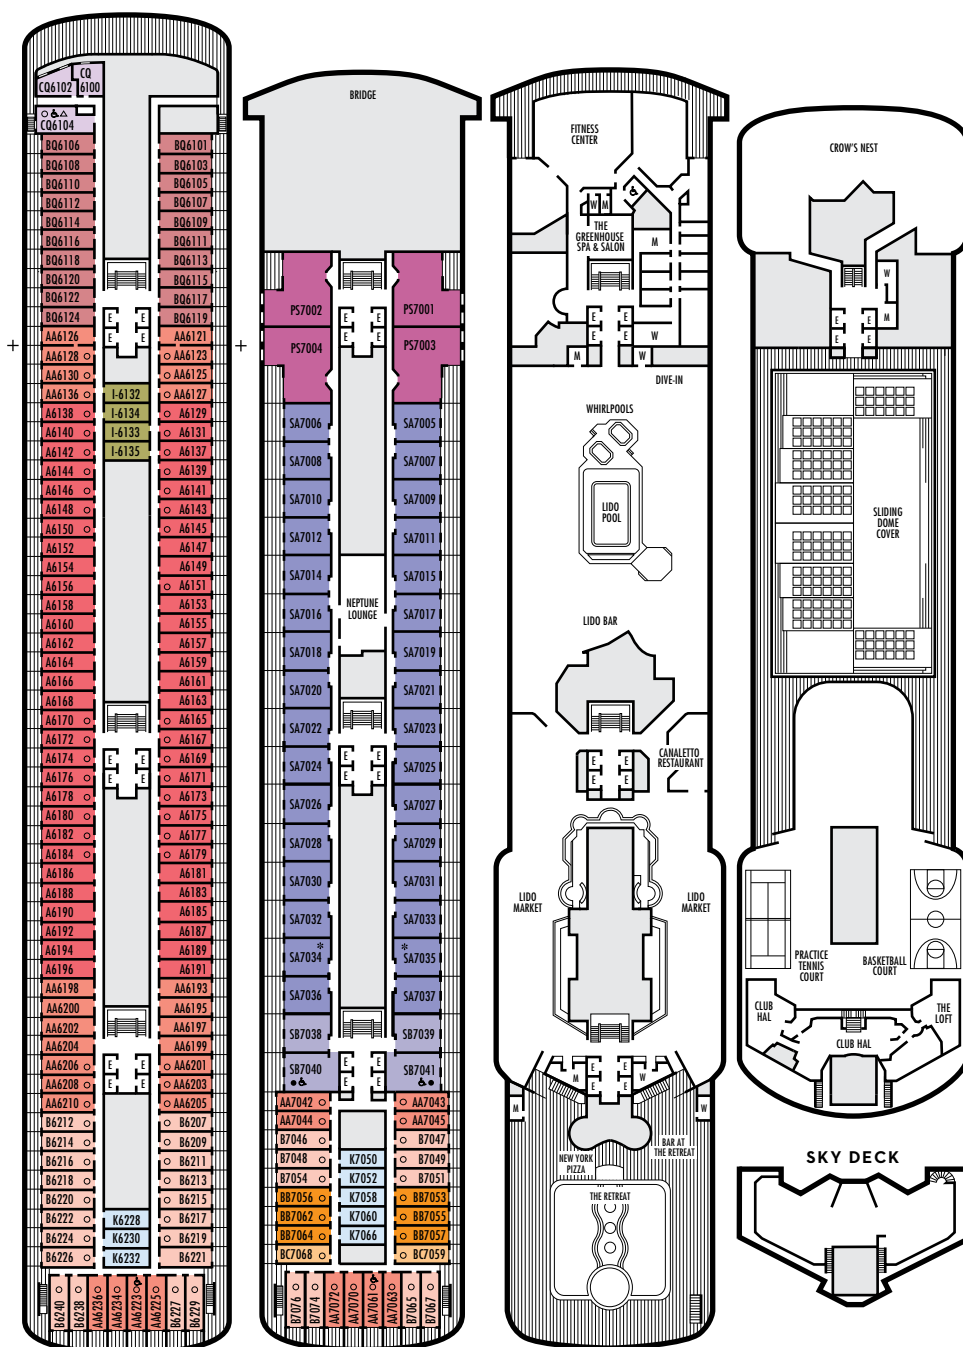 CQ6102
CQ
6100
CQ6104
BQ6106
BQ6108
BQ6110
BQ6112
BQ6114
BQ6116
BQ6118
BQ6120
BQ6122
BQ6124
AA6126
AA6128
AA6130
AA6136
A6138
A6140
A6142
A6144
A6146
A6148
A6150
A6152
A6154
A6156
A6158
A6160
A6162
A6164
A6166
A6168
A6170
A6172
A6174
A6176
A6178
A6180
A6182
A6184
A6186
A6188
A6190
A6192
A6194
A6196
AA6198
AA6200
AA6202
AA6204
AA6206
AA6208
AA6210
B6212
B6214
B6216
B6218
B6220
B6222
B6224
B6226
E E
E E
I-6132
I-6134
I-6133
I-6135
E E
E E
E E
E E
K6228
K6230
K6232
BQ6101
BQ6103
BQ6105
BQ6107
BQ6109
BQ6111
BQ6113
BQ6115
BQ6117
BQ6119
AA6121
AA6123
AA6125
AA6127
A6129
A6131
A6137
A6139
A6141
A6143
A6145
A6147
A6149
A6151
A6153
A6155
A6157
A6159
A6161
A6163
A6165
A6167
A6169
A6171
A6173
A6175
A6177
A6179
A6181
A6183
A6185
A6187
A6189
A6191
AA6193
AA6195
AA6197
AA6199
AA6201
AA6203
AA6205
B6207
B6209
B6211
B6213
B6215
B6217
B6219
B6221
B6240
B6238
AA6236
AA6234
AA6223
AA6225
B6227
B6229
BRIDGE
PS7002
PS7004
SA7006
SA7008
SA7010
SA7012
SA7014
SA7016
SA7018
SA7020
SA7022
SA7024
SA7026
SA7028
SA7030
SA7032
SA7034
SA7036
SB7038
SB7040
AA7042
AA7044
B7046
B7048
B7054
BB7056
BB7062
BB7064
BC7068
E E
E E
NEPTUNE
LOUNGE
E E
E E
E E
E E
K7050
K7052
K7058
K7060
K7066
PS7001
PS7003
SA7005
SA7007
SA7009
SA7011
SA7015
SA7017
SA7019
SA7021
SA7023
SA7025
SA7027
SA7029
SA7031
SA7033
SA7035
SA7037
SB7039
SB7041
AA7043
AA7045
B7047
B7049
B7051
BB7053
BB7055
BB7057
BC7059
B7076
B7074
AA7072
AA7070
AA7061
AA7063
B7065
B7067
FITNESS
CENTER
W M
THE
GREENHOUSE
SPA & SALON
M
E E
E E
W
M
W
DIVE-IN
WHIRLPOOLS
LIDO
POOL
LIDO BAR
CANALETTO
RESTAURANT
E E
E E
LIDO
MARKET
LIDO
MARKET
M
E E
E E
W
M
W
NEW YORK
PIZZA
BAR AT
THE RETREAT
THE RETREAT
CROW'S NEST
W
M
E E
E E
SLIDING
DOME
COVER
PRACTICE
TENNIS
COURT
BASKETBALL
COURT
CLUB
HAL
THE
LOFT
CLUB HAL
SKY DECK